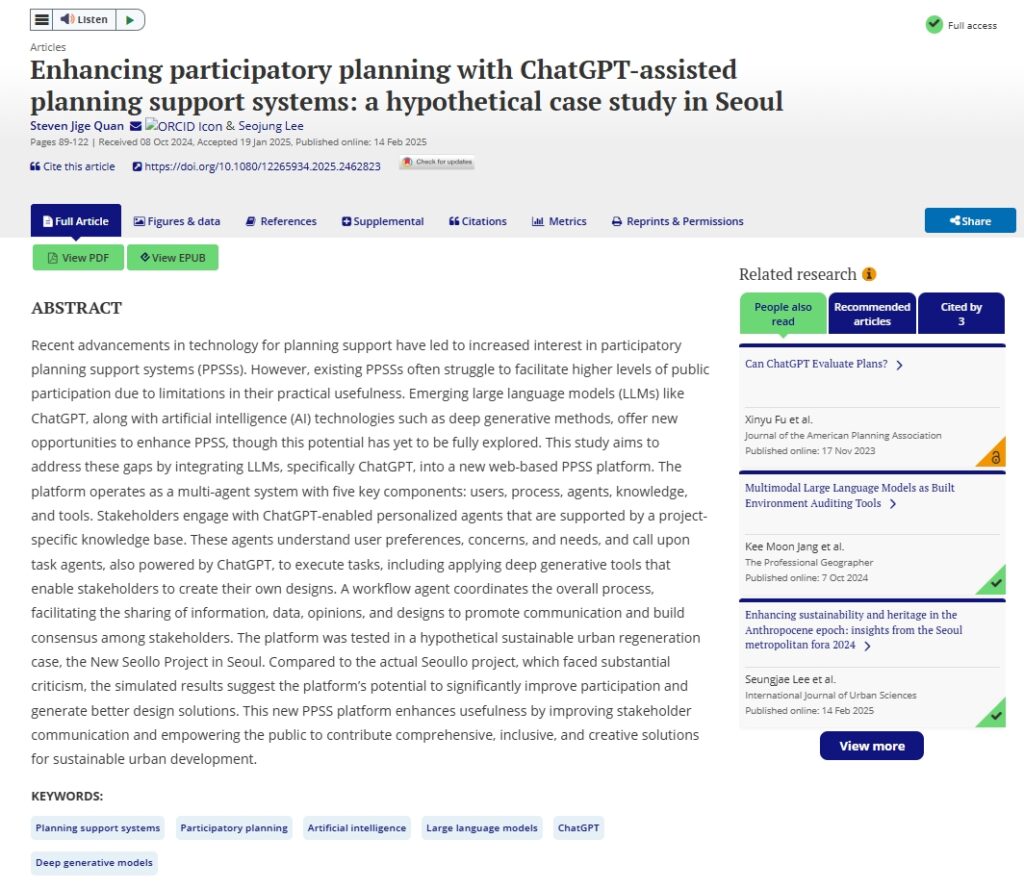 Listen
Full access
Articles
Enhancing participatory planning with ChatGPT-assisted
planning support systems: a hypothetical case study in Seoul
Steven Jige Quan ORCID Icon & Seojung Lee
Pages 89-122 | Received 08 Oct 2024, Accepted 19 Jan 2025, Published online: 14 Feb 2025
Cite this article https://doi.org/10.1080/12265934.2025.2462823 Check for updates
Full Article Figures & data References Supplemental Citations Metrics Reprints & Permissions Share
View PDF View EPUB
ABSTRACT
Recent advancements in technology for planning support have led to increased interest in participatory
planning support systems (PPSSs). However, existing PPSSs often struggle to facilitate higher levels of public
participation due to limitations in their practical usefulness. Emerging large language models (LLMs) like
ChatGPT, along with artificial intelligence (AI) technologies such as deep generative methods, offer new
opportunities to enhance PPSS, though this potential has yet to be fully explored. This study aims to
address these gaps by integrating LLMs, specifically ChatGPT, into a new web-based PPSS platform. The
platform operates as a multi-agent system with five key components: users, process, agents, knowledge,
and tools. Stakeholders engage with ChatGPT-enabled personalized agents that are supported by a project-
specific knowledge base. These agents understand user preferences, concerns, and needs, and call upon
task agents, also powered by ChatGPT, to execute tasks, including applying deep generative tools that
enable stakeholders to create their own designs. A workflow agent coordinates the overall process,
facilitating the sharing of information, data, opinions, and designs to promote communication and build
consensus among stakeholders. The platform was tested in a hypothetical sustainable urban regeneration
case, the New Seollo Project in Seoul. Compared to the actual Seoullo project, which faced substantial
criticism, the simulated results suggest the platform's potential to significantly improve participation and
generate better design solutions. This new PPSS platform enhances usefulness by improving stakeholder
communication and empowering the public to contribute comprehensive, inclusive, and creative solutions
for sustainable urban development.
KEYWORDS:
Planning support systems Participatory planning Artificial intelligence Large language models ChatGPT
Deep generative models
Related research
People also
read
Recommended
articles
Cited by
3
Can ChatGPT Evaluate Plans?
Xinyu Fu et al.
Journal of the American Planning Association
Published online: 17 Nov 2023
Multimodal Large Language Models as Built
Environment Auditing Tools
Kee Moon Jang et al.
The Professional Geographer
Published online: 7 Oct 2024
Enhancing sustainability and heritage in the
Anthropocene epoch: insights from the Seoul
metropolitan fora 2024
Seungjae Lee et al.
International Journal of Urban Sciences
Published online: 14 Feb 2025
View more